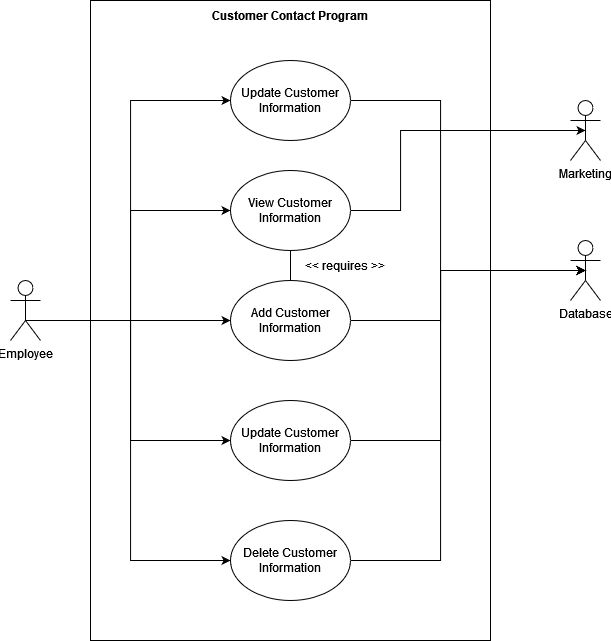 Customer Contact Program
Update Customer
Information
Marketing
View Customer
Information
<< requires >>
Add Customer
Information
Database
Employee
Update Customer
Information
Delete Customer
Information